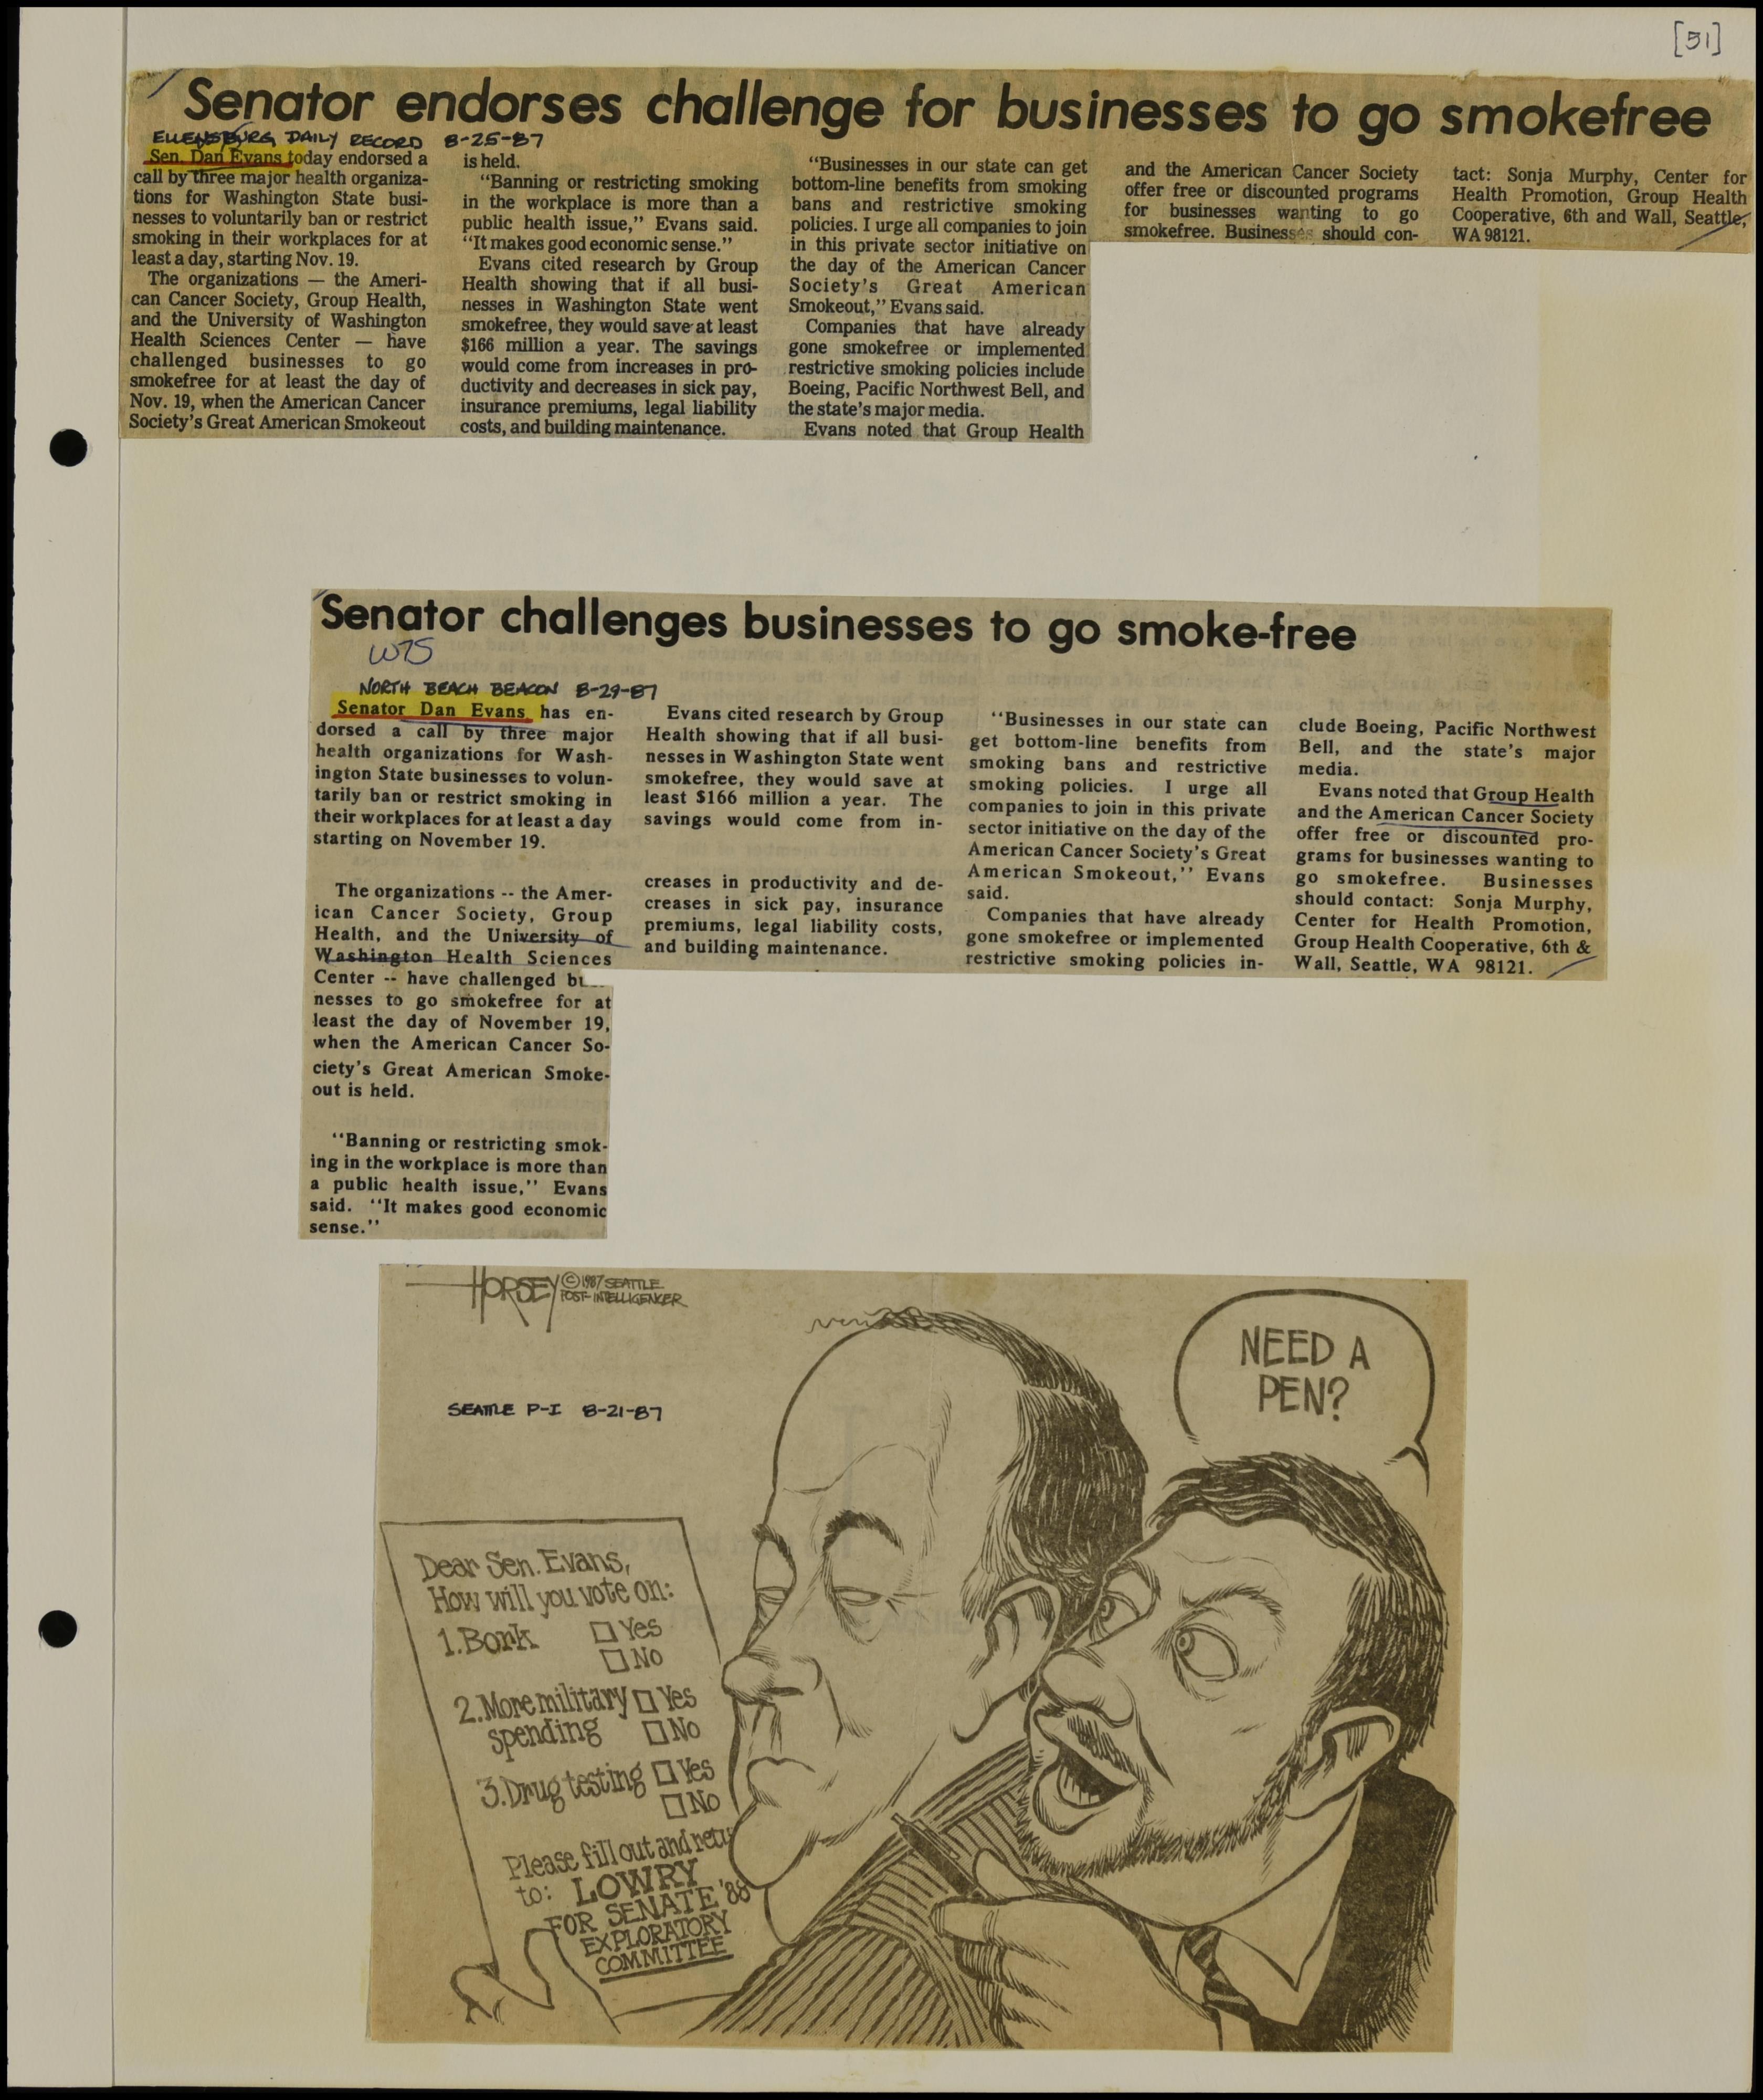 [51]
Senator endorses challenge for businesses to go smokefree
ELLENSBURG DAILY RECORD 8-25-87
Sen. Dan Evans today endorsed a
call by three major health organiza-
tions for Washington State busi-
nesses to voluntarily ban or restrict
smoking in their workplaces for at
least a day, starting Nov. 19.
The organizations — the Ameri-
can Cancer Society, Group Health,
and the University of Washington
Health Sciences Center — have
challenged businesses to go
smokefree for at least the day of
Nov. 19, when the American Cancer
Society's Great American Smokeout
is held.
"Banning or restricting smoking
in the workplace is more than a
public health issue," Evans said.
"It makes good economic sense."
Evans cited research by Group
Health showing that if all busi-
nesses in Washington State went
smokefree, they would save at least
$166 million a year. The savings
would come from increases in pro-
ductivity and decreases in sick pay,
insurance premiums, legal liability
costs, and building maintenance.
"Businesses in our state can get
bottom-line benefits from smoking
bans and restrictive smoking
policies. I urge all companies to join
in this private sector initiative on
the day of the American Cancer
Society's Great American
Smokeout," Evans said.
Companies that have already
gone smokefree or implemented
restrictive smoking policies include
Boeing, Pacific Northwest Bell, and
the state's major media.
Evans noted that Group Health
and the American Cancer Society
offer free or discounted programs
for businesses wanting to go
smokefree. Businesses should con-
tact: Sonja Murphy, Center for
Health Promotion, Group Health
Cooperative, 6th and Wall, Seattle,
WA 98121.
Senator challenges businesses to go smoke-free
NORTH BEACH BEACON 8-29-87
Senator Dan Evans has en-
dorsed a call by three major
health organizations for Wash-
ington State businesses to volun-
tarily ban or restrict smoking in
their workplaces for at least a day
starting on November 19.
The organizations -- the Amer-
ican Cancer Society, Group
Health, and the University of
Washington Health Sciences
Center -- have challenged
nesses to go smokefree for at
least the day of November 19,
when the American Cancer So-
ciety's Great American Smoke-
out is held.
"Banning or restricting smok-
ing in the workplace is more than
a public health issue," Evans
said. "It makes good economic
sense."
Evans cited research by Group
Health showing that if all busi-
nesses in Washington State went
smokefree, they would save at
least $166 million a year. The
savings would come from in-
creases in productivity and de-
creases in sick pay, insurance
premiums, legal liability costs,
and building maintenance.
"Businesses in our state can
get bottom-line benefits from
smoking bans and restrictive
smoking policies. I urge all
companies to join in this private
sector initiative on the day of the
American Cancer Society's Great
American Smokeout," Evans
said.
Companies that have already
gone smokefree or implemented
restrictive smoking policies in-
clude Boeing, Pacific Northwest
Bell, and the state's major
media.
Evans noted that Group Health
and the American Cancer Society
offer free or discounted pro-
grams for businesses wanting to
go smokefree. Businesses
should contact: Sonja Murphy,
Center for Health Promotion,
Group Health Cooperative, 6th &
Wall, Seattle, WA 98121.
HORSEY © 1987 SEATTLE
POST-INTELLIGENCER
SEATTLE P-I 8-21-87
NEED A
PEN?
Dear Sen. Evans,
How will you vote on:
1. Bork □ Yes
□ No
2. More military □ Yes
spending □ No
3. Drug testing □ Yes
□ No
Please fill out and retu
to: LOWRY
FOR SENATE '88
EXPLORATORY
COMMITTEE